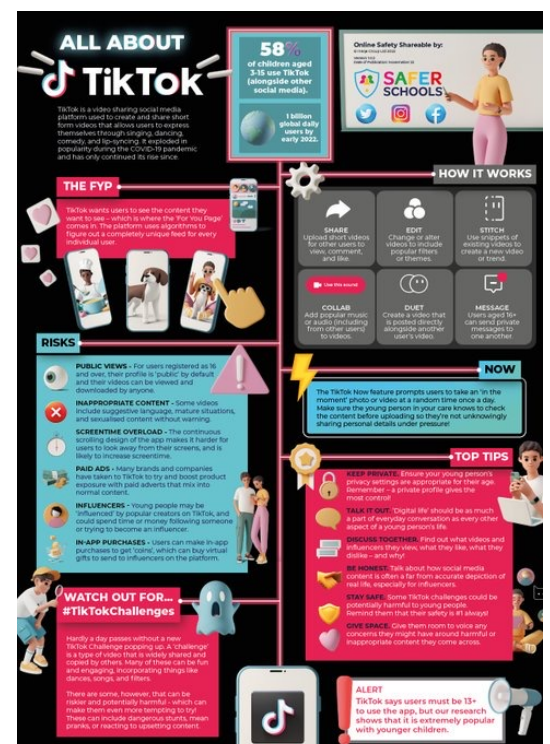 ALL ABOUT
TikTok
TikTok is a video sharing social media
platform used to create and share short
form videos that allows users to express
themselves through singing, dancing,
comedy, and lip-syncing. It exploded in
popularity during the COVID-19 pandemic
and has only continued its rise since.
58%
of children aged
3-15 use TikTok
(alongside other
social media).
1 billion
global daily
users by
early 2022.
Online Safety Shareable by:
SAFER
SCHOOLS
THE FYP
TikTok wants users to see the content they
want to see - which is where the 'For You Page'
comes in. The platform uses algorithms to
figure out a completely unique feed for every
individual user.
HOW IT WORKS
SHARE
Upload short videos
for other users to
view, comment,
and like.
EDIT
Change or alter
videos to include
popular filters
or themes.
STITCH
Use snippets of
existing videos to
create a new video
or trend.
Use this sound
COLLAB
Add popular music
or audio (including
from other users)
to videos.
DUET
Create a video that
is posted directly
alongside another
user's video.
MESSAGE
Users aged 16+
can send private
messages to
one another.
RISKS
PUBLIC VIEWS - For users registered as 16
and over, their profile is 'public' by default
and their videos can be viewed and
downloaded by anyone.
INAPPROPRIATE CONTENT - Some videos
include suggestive language, mature situations,
and sexualised content without warning.
SCREENTIME OVERLOAD - The continuous
scrolling design of the app makes it harder for
users to look away from their screens, and is
likely to increase screentime.
PAID ADS - Many brands and companies
have taken to TikTok to try and boost product
exposure with paid adverts that mix into
normal content.
INFLUENCERS - Young people may be
'influenced' by popular creators on TikTok, and
could spend time or money following someone
or trying to become an influencer.
IN-APP PURCHASES - Users can make in-app
purchases to get 'coins', which can buy virtual
gifts to send to influencers on the platform.
NOW
The TikTok Now feature prompts users to take an 'in the
moment' photo or video at a random time once a day.
Make sure the young person in your care knows to check
the content before uploading so they're not unknowingly
sharing personal details under pressure!
TOP TIPS
KEEP PRIVATE. Ensure your young person's
privacy settings are appropriate for their age.
Remember - a private profile gives the
most control!
TALK IT OUT. 'Digital life' should be as much
a part of everyday conversation as every other
aspect of a young person's life.
DISCUSS TOGETHER. Find out what videos and
influencers they view, what they like, what they
dislike - and why!
BE HONEST. Talk about how social media
content is often a far from accurate depiction of
real life, especially for influencers.
STAY SAFE. Some TikTok challenges could be
potentially harmful to young people.
Remind them that their safety is #1 always!
GIVE SPACE. Give them room to voice any
concerns they might have around harmful or
inappropriate content they come across.
WATCH OUT FOR...
#TikTokChallenges
Hardly a day passes without a new
TikTok Challenge popping up. A 'challenge'
is a type of video that is widely shared and
copied by others. Many of these can be fun
and engaging, incorporating things like
dances, songs, and filters.
There are some, however, that can be
riskier and potentially harmful - which can
make them even more tempting to try!
These can include dangerous stunts, mean
pranks, or reacting to upsetting content.
ALERT
TikTok says users must be 13+
to use the app, but our research
shows that it is extremely popular
with younger children.